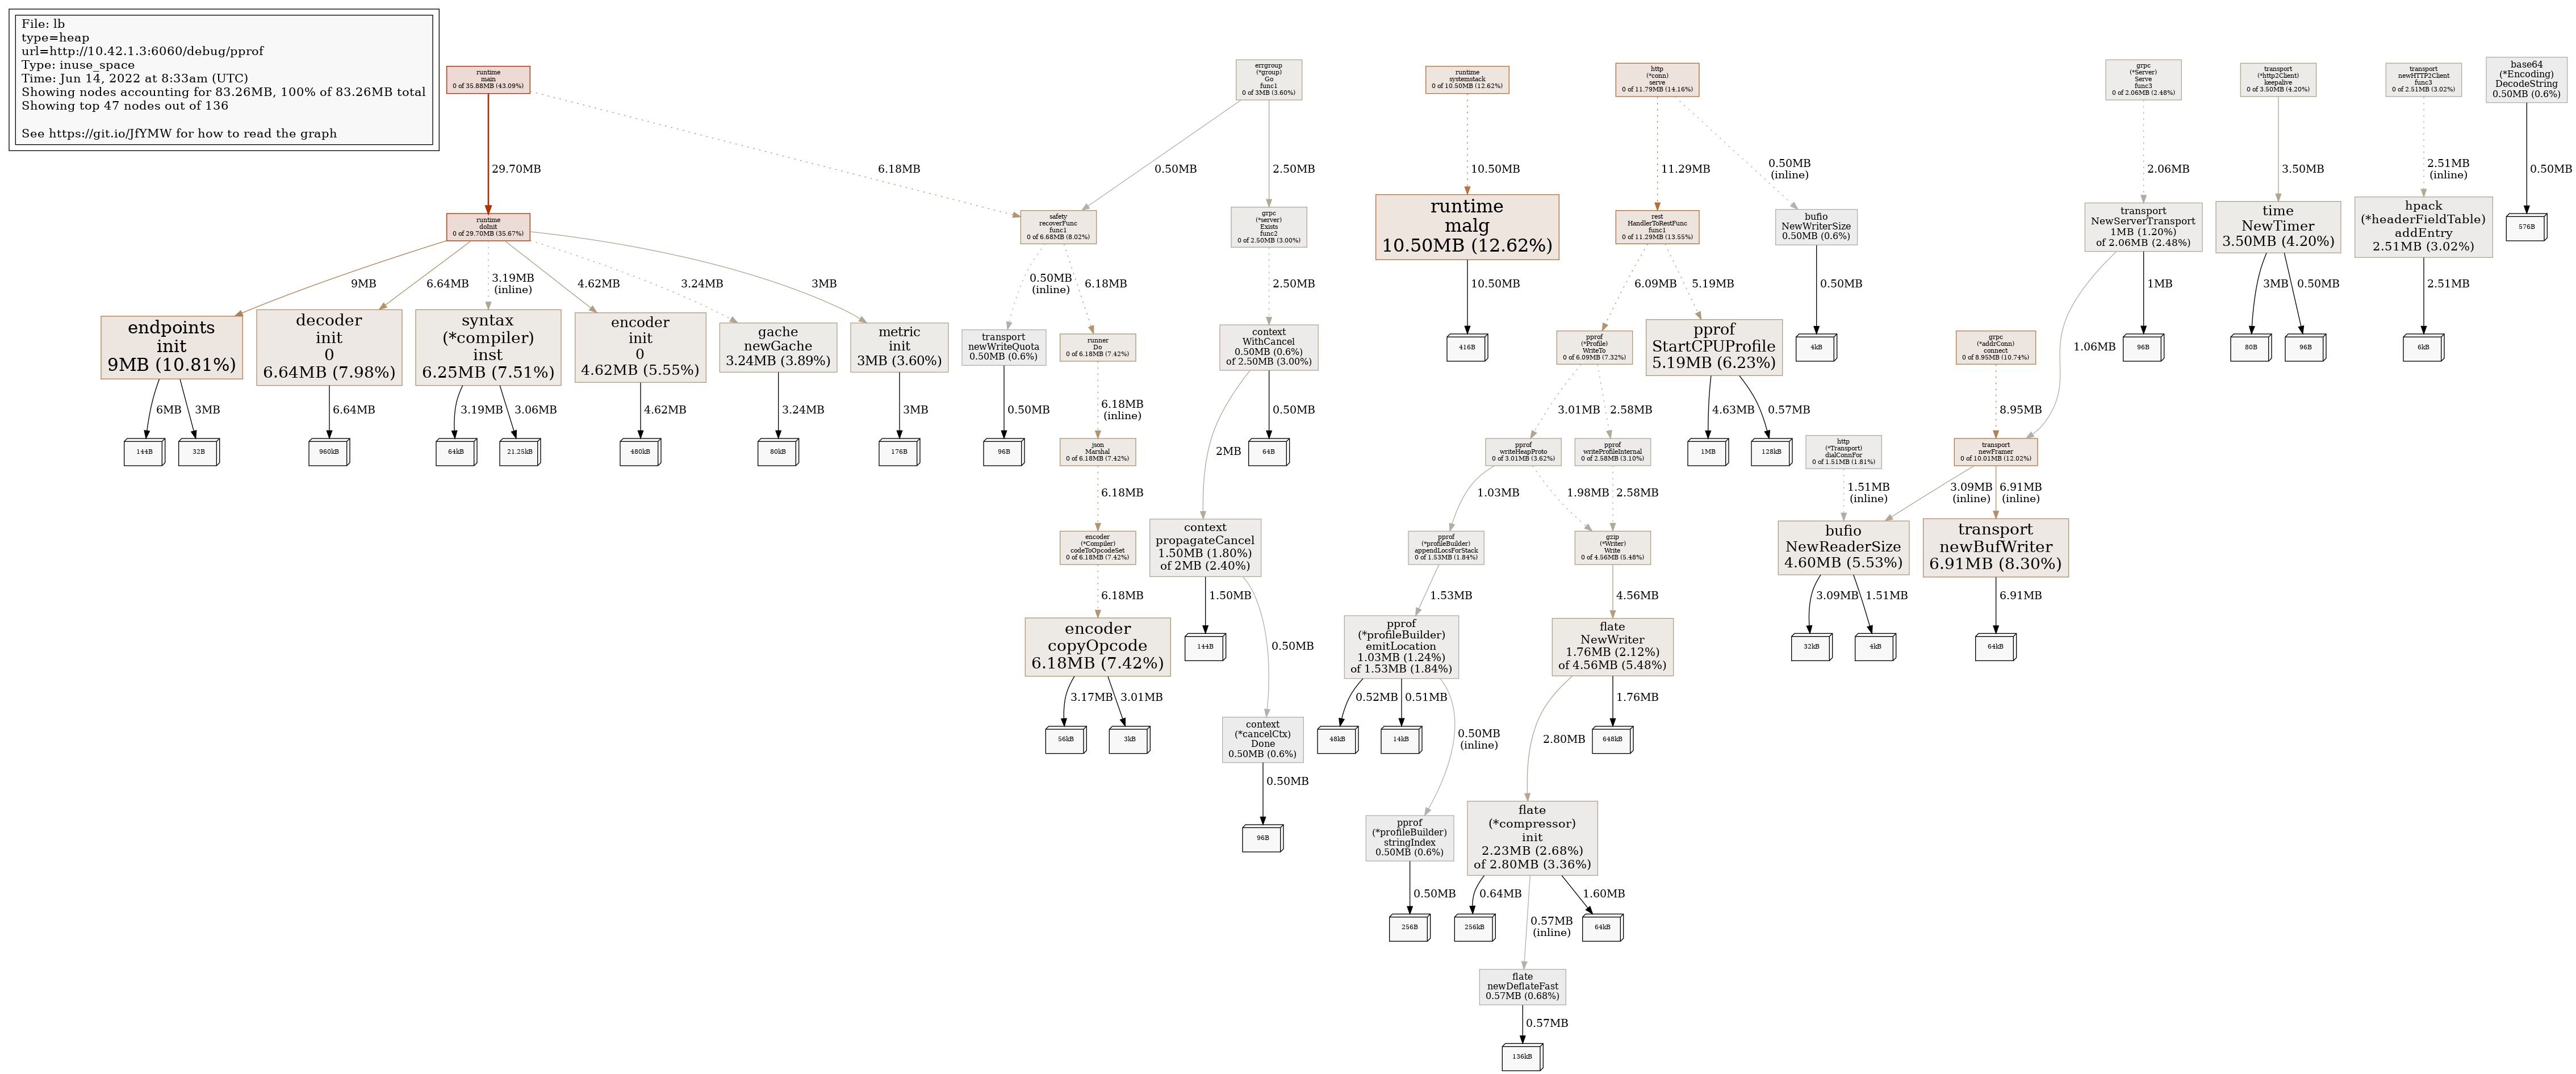 File: lb
type=heap
url=http://10.42.1.3:6060/debug/pprof
Type: inuse_space
Time: Jun 14, 2022 at 8:33am (UTC)
Showing nodes accounting for 83.26MB, 100% of 83.26MB total
Showing top 47 nodes out of 136
See https://git.io/JfYMW for how to read the graph
runtime
main
0 of 35.88MB (43.09%)
errgroup
(*group)
Go
func1
0 of 3MB (3.60%)
runtime
systemstack
0 of 10.50MB (12.62%)
http
(*conn)
serve
0 of 11.79MB (14.16%)
grpc
(*Server)
Serve
func3
0 of 2.06MB (2.48%)
transport
(*http2Client)
keepalive
0 of 3.50MB (4.20%)
transport
newHTTP2Client
func3
0 of 2.51MB (3.02%)
base64
(*Encoding)
DecodeString
0.50MB (0.6%)
29.70MB
6.18MB
0.50MB
2.50MB
10.50MB
11.29MB
0.50MB
(inline)
2.06MB
3.50MB
2.51MB
(inline)
0.50MB
runtime
doInit
0 of 29.70MB (35.67%)
safety
recoverFunc
func1
0 of 6.68MB (8.02%)
grpc
(*server)
Exists
func2
0 of 2.50MB (3.00%)
runtime
malg
10.50MB (12.62%)
rest
HandlerToRestFunc
func1
0 of 11.29MB (13.55%)
bufio
NewWriterSize
0.50MB (0.6%)
transport
NewServerTransport
1MB (1.20%)
of 2.06MB (2.48%)
time
NewTimer
3.50MB (4.20%)
hpack
(*headerFieldTable)
addEntry
2.51MB (3.02%)
576B
9MB
6.64MB
3.19MB
(inline)
4.62MB
3.24MB
3MB
0.50MB
(inline)
6.18MB
2.50MB
10.50MB
6.09MB
5.19MB
0.50MB
1.06MB
1MB
3MB
0.50MB
2.51MB
endpoints
init
9MB (10.81%)
decoder
init
0
6.64MB (7.98%)
syntax
(*compiler)
inst
6.25MB (7.51%)
encoder
init
0
4.62MB (5.55%)
gache
newGache
3.24MB (3.89%)
metric
init
3MB (3.60%)
transport
newWriteQuota
0.50MB (0.6%)
runner
Do
0 of 6.18MB (7.42%)
context
WithCancel
0.50MB (0.6%)
of 2.50MB (3.00%)
416B
pprof
(*Profile)
WriteTo
0 of 6.09MB (7.32%)
pprof
StartCPUProfile
5.19MB (6.23%)
4kB
grpc
(*addrConn)
connect
0 of 8.95MB (10.74%)
96B
80B
96B
6kB
6MB
3MB
6.64MB
3.19MB
3.06MB
4.62MB
3.24MB
3MB
0.50MB
6.18MB
(inline)
2MB
0.50MB
3.01MB
2.58MB
4.63MB
0.57MB
8.95MB
144B
32B
960kB
64kB
21.25kB
480kB
80kB
176B
96B
json
Marshal
0 of 6.18MB (7.42%)
64B
pprof
writeHeapProto
0 of 3.01MB (3.62%)
pprof
writeProfileInternal
0 of 2.58MB (3.10%)
1MB
128kB
http
(*Transport)
dialConnFor
0 of 1.51MB (1.81%)
transport
newFramer
0 of 10.01MB (12.02%)
6.18MB
1.03MB
1.98MB
2.58MB
1.51MB
(inline)
3.09MB
(inline)
6.91MB
(inline)
encoder
(*Compiler)
codeToOpcodeSet
0 of 6.18MB (7.42%)
context
propagateCancel
1.50MB (1.80%)
of 2MB (2.40%)
pprof
(*profileBuilder)
appendLocsForStack
0 of 1.53MB (1.84%)
gzip
(*Writer)
Write
0 of 4.56MB (5.48%)
bufio
NewReaderSize
4.60MB (5.53%)
transport
newBufWriter
6.91MB (8.30%)
6.18MB
1.50MB
0.50MB
1.53MB
4.56MB
3.09MB
1.51MB
6.91MB
encoder
copyOpcode
6.18MB (7.42%)
144B
pprof
(*profileBuilder)
emitLocation
1.03MB (1.24%)
of 1.53MB (1.84%)
flate
NewWriter
1.76MB (2.12%)
of 4.56MB (5.48%)
32kB
4kB
64kB
3.17MB
3.01MB
0.52MB
0.51MB
0.50MB
(inline)
2.80MB
1.76MB
56kB
3kB
context
(*cancelCtx)
Done
0.50MB (0.6%)
48kB
14kB
648kB
0.50MB
96B
pprof
(*profileBuilder)
stringIndex
0.50MB (0.6%)
flate
(*compressor)
init
2.23MB (2.68%)
of 2.80MB (3.36%)
0.50MB
0.64MB
0.57MB
(inline)
1.60MB
256B
256kB
64kB
flate
newDeflateFast
0.57MB (0.68%)
0.57MB
136kB